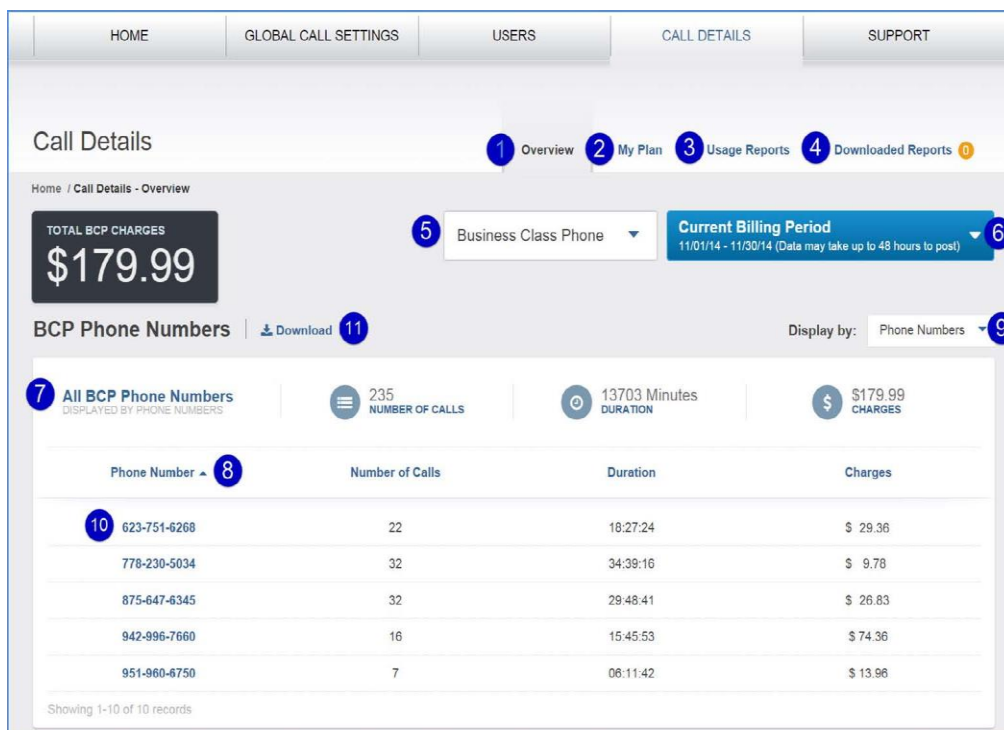 HOME GLOBAL CALL SETTINGS USERS CALL DETAILS SUPPORT
Call Details 1 Overview 2 My Plan 3 Usage Reports 4 Downloaded Reports 0
Home / Call Details - Overview
TOTAL BCP CHARGES
$179.99
5 Business Class Phone
Current Billing Period
11/01/14 - 11/30/14 (Data may take up to 48 hours to post)
6
BCP Phone Numbers Download 11 Display by: Phone Numbers 9
7 All BCP Phone Numbers
DISPLAYED BY PHONE NUMBERS
235
NUMBER OF CALLS
13703 Minutes
DURATION
$ $179.99
CHARGES
Phone Number 8 Number of Calls Duration Charges
10 623-751-6268 22 18:27:24 $ 29.36
778-230-5034 32 34:39:16 $ 9.78
875-647-6345 32 29:48:41 $ 26.83
942-996-7660 16 15:45:53 $ 74.36
951-960-6750 7 06:11:42 $ 13.96
Showing 1-10 of 10 records